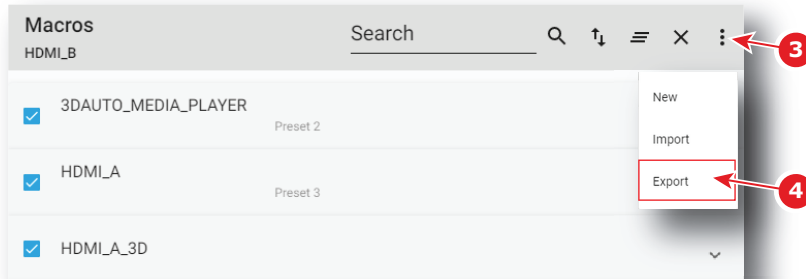 Macros
Search
HDMI_B
3
3DAUTO_MEDIA_PLAYER
Preset 2
New
Import
HDMI_A
Preset 3
Export
4
HDMI_A_3D